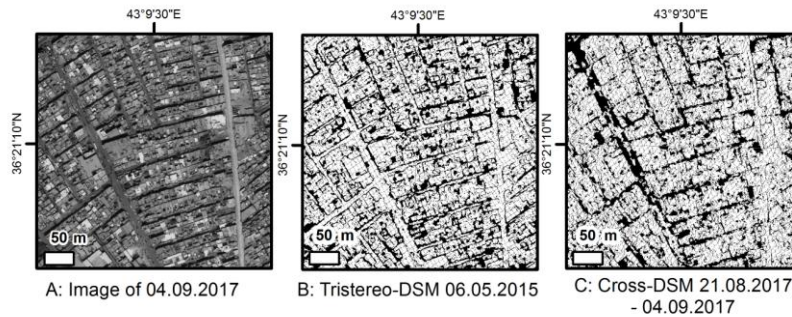 43°9'30"E
43°9'30"E
43°9'30"E
36°21'10"N
36°21'10"N
36°21'10"N
50 m
50 m
50 m
A: Image of 04.09.2017
B: Tristereo-DSM 06.05.2015
C: Cross-DSM 21.08.2017
- 04.09.2017